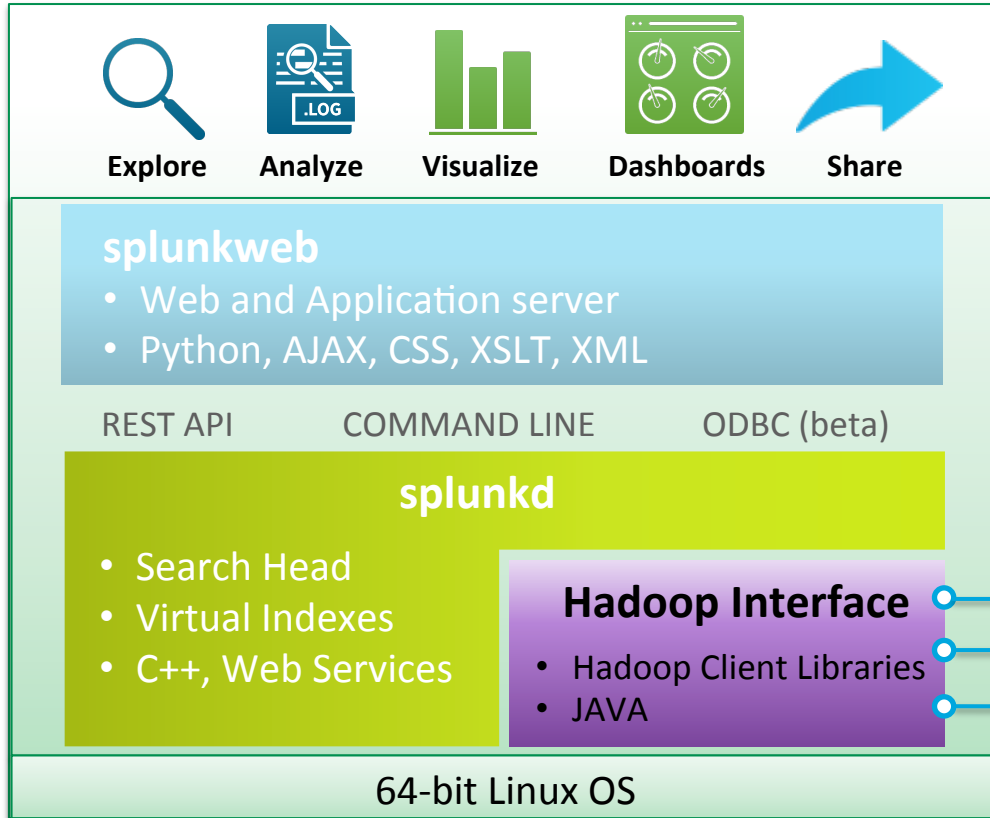 .LOG
Explore Analyze Visualize Dashboards Share
splunkweb
• Web and Application server
• Python, AJAX, CSS, XSLT, XML
REST API COMMAND LINE ODBC (beta)
splunkd
• Search Head
• Virtual Indexes
• C++, Web Services
Hadoop Interface
• Hadoop Client Libraries
• JAVA
64-bit Linux OS